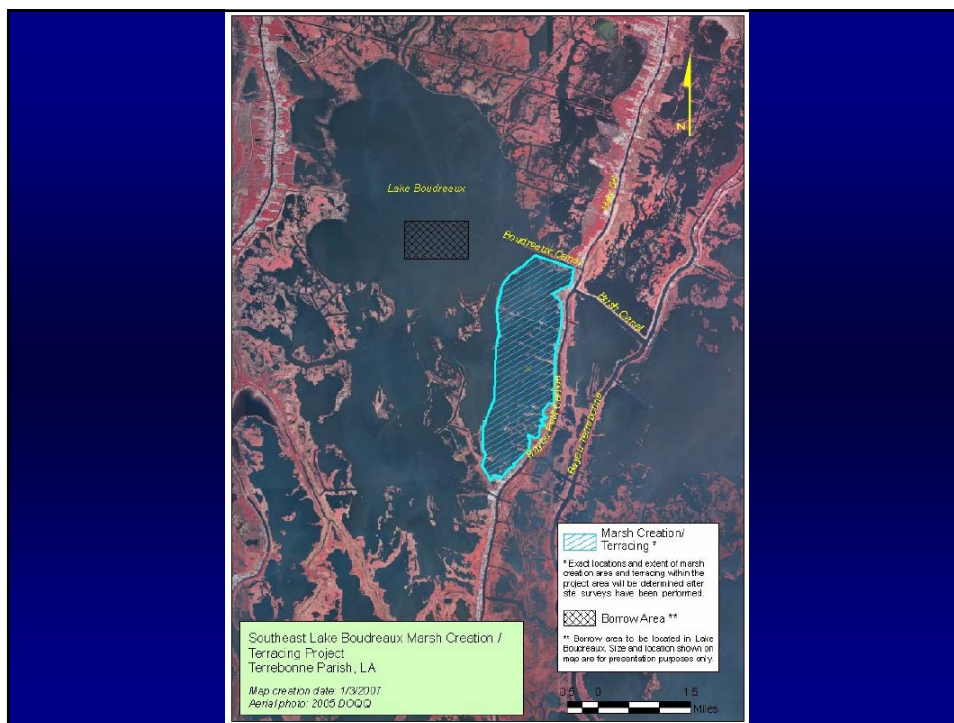 Lake Boudreaux
Boudreaux Canal
Hwy 56
Bush Canal
Bayou Petit Caillou
Bayou Terrebonne
N
Marsh Creation/
Terracing *
* Exact locations and extent of marsh
creation area and terracing within the
project area will be determined after
site surveys have been performed.
Borrow Area **
** Borrow area to be located in Lake
Boudreaux. Size and location shown on
map are for presentation purposes only.
Southeast Lake Boudreaux Marsh Creation /
Terracing Project
Terrebonne Parish, LA
Map creation date: 1/3/2007
Aerial photo: 2005 DOQQ
0.5 0 1.5
Miles